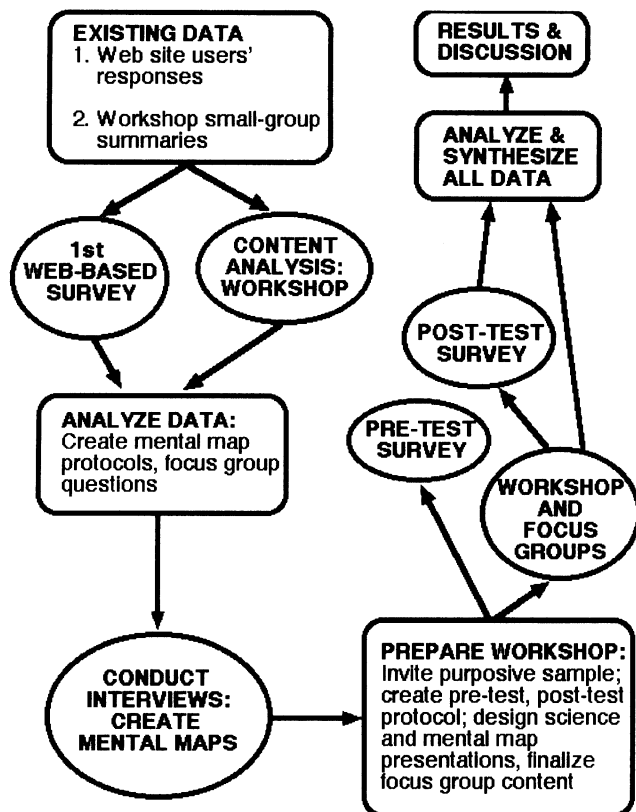 EXISTING DATA
1. Web site users'
responses
2. Workshop small-group
summaries
1st
WEB-BASED
SURVEY
CONTENT
ANALYSIS:
WORKSHOP
ANALYZE DATA:
Create mental map
protocols, focus group
questions
CONDUCT
INTERVIEWS:
CREATE
MENTAL MAPS
PREPARE WORKSHOP:
Invite purposive sample;
create pre-test, post-test
protocol; design science
and mental map
presentations, finalize
focus group content
PRE-TEST
SURVEY
WORKSHOP
AND
FOCUS
GROUPS
POST-TEST
SURVEY
ANALYZE &
SYNTHESIZE
ALL DATA
RESULTS &
DISCUSSION